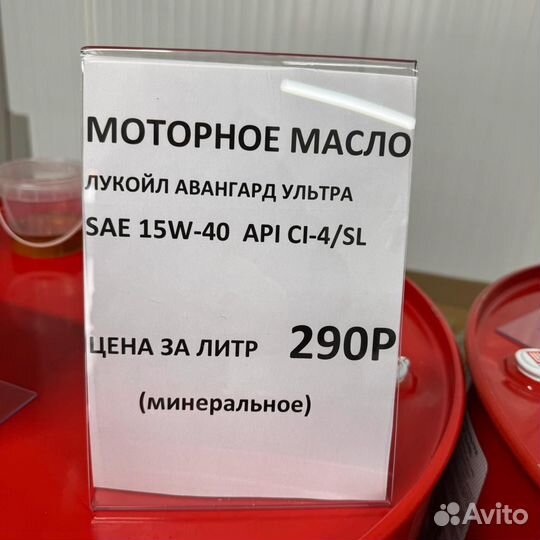 МОТОРНОЕ МАСЛО
ЛУКОЙЛ АВАНГАРД УЛЬТРА
SAE 15W-40 API CI-4/SL
ЦЕНА ЗА ЛИТР 290Р
(минеральное)
Avito